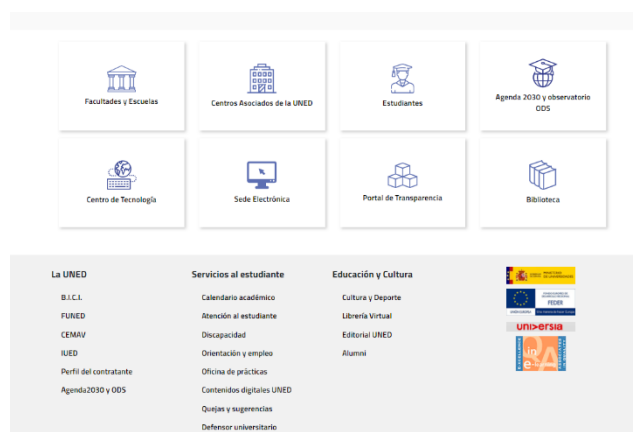 Facultades y Escuelas
Centros Asociados de la UNED
Estudiantes
Agenda 2030 y observatorio
ODS
Centro de Tecnología
Sede Electrónica
Portal de Transparencia
Biblioteca
La UNED
B.I.C.I.
FUNED
CEMAV
IUED
Perfil del contratante
Agenda2030 y ODS
Servicios al estudiante
Calendario académico
Atención al estudiante
Discapacidad
Orientación y empleo
Oficina de prácticas
Contenidos digitales UNED
Quejas y sugerencias
Defensor universitario
Educación y Cultura
Cultura y Deporte
Librería Virtual
Editorial UNED
Alumni
FEDER
UNIÓN EUROPEA
universia